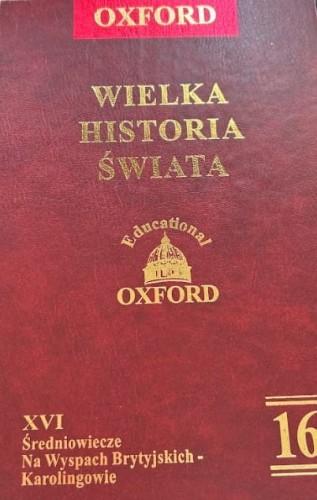 OXFORD
WIELKA
HISTORIA
ŚWIATA
Educational
OXFORD
XVI
Średniowiecze
Na Wyspach Brytyjskich -
Karolingowie
16